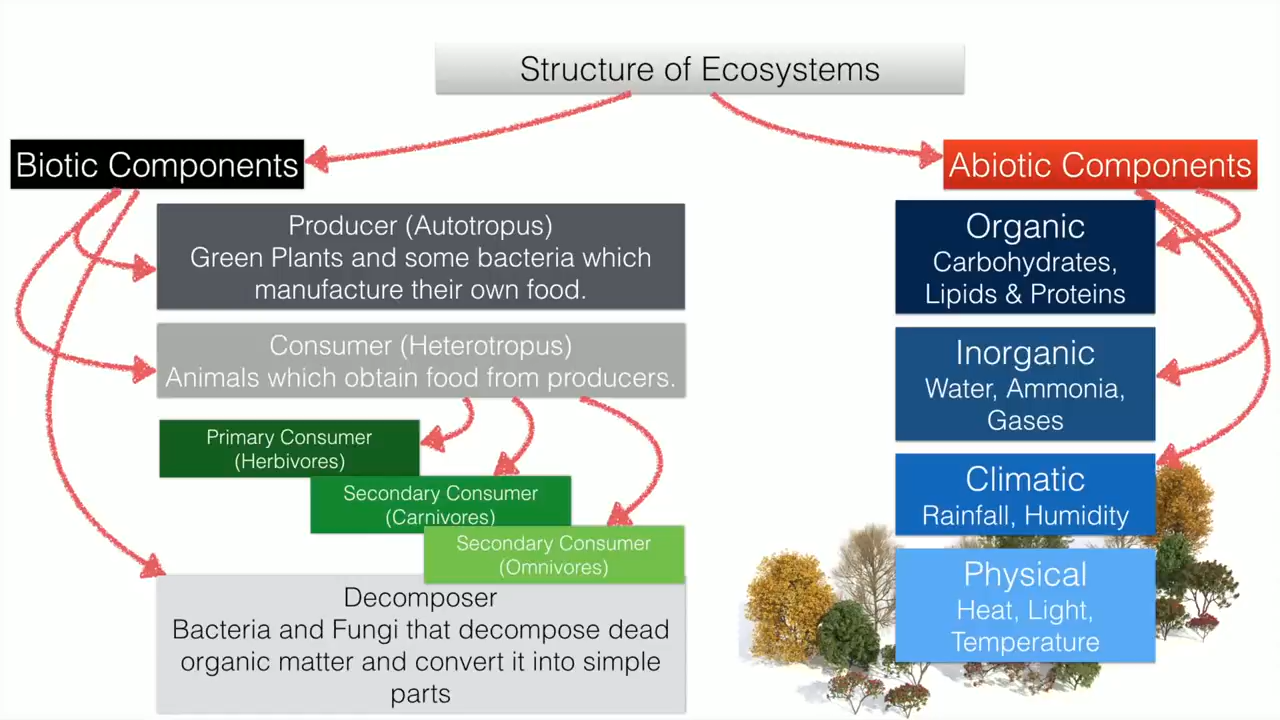 Structure of Ecosystems
Biotic Components
Producer (Autotropus)
Green Plants and some bacteria which
manufacture their own food.
Consumer (Heterotropus)
Animals which obtain food from producers.
Primary Consumer
(Herbivores)
Secondary Consumer
(Carnivores)
Secondary Consumer
(Omnivores)
Decomposer
Bacteria and Fungi that decompose dead
organic matter and convert it into simple
parts
Abiotic Components
Organic
Carbohydrates,
Lipids & Proteins
Inorganic
Water, Ammonia,
Gases
Climatic
Rainfall, Humidity
Physical
Heat, Light,
Temperature